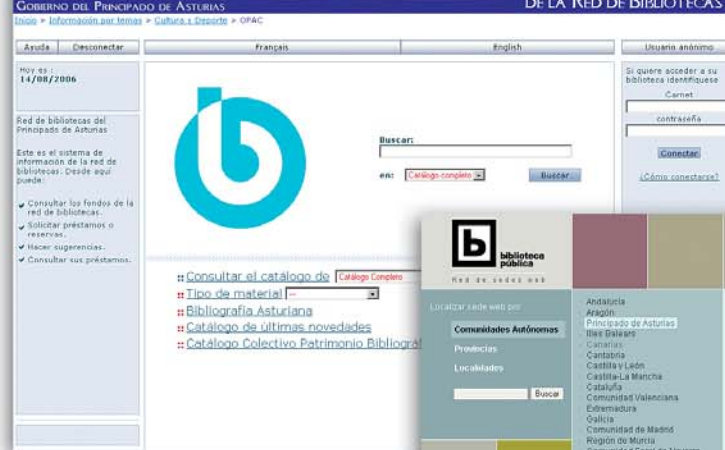 GOBIERNO DEL PRINCIPADO DE ASTURIAS
DE LA RED DE BIBLIOTECAS
Inicio > Información por temas > Cultura y Deporte > OPAC
Ayuda
Desconectar
Français
English
Usuario anónimo
Hoy es :
14/08/2006
Red de bibliotecas del
Principado de Asturias
Este es el sistema de
información de la red de
bibliotecas. Desde aquí
puede:
Consultar los fondos de la
red de bibliotecas.
Solicitar préstamos o
reservas.
Hacer sugerencias.
Consultar sus préstamos.
b
Buscar:
en: Catálogo completo
Buscar
Si quiere acceder a su
biblioteca identifíquese
Carnet
contraseña
Conectar
¿Cómo conectarse?
Consultar el catálogo de Catálogo Completo
Tipo de material --
Bibliografía Asturiana
Catálogo de últimas novedades
Catálogo Colectivo Patrimonio
b
biblioteca
pública
Red de sedes web
Localizar sede web por:
Comunidades Autónomas
Provincias
Localidades
Buscar
Andalucía
Aragón
Principado de Asturias
Illes Balears
Canarias
Cantabria
Castilla y León
Castilla-La Mancha
Cataluña
Comunidad Valenciana
Extremadura
Galicia
Comunidad de Madrid
Región de Murcia
Comunidad Foral de Navarra